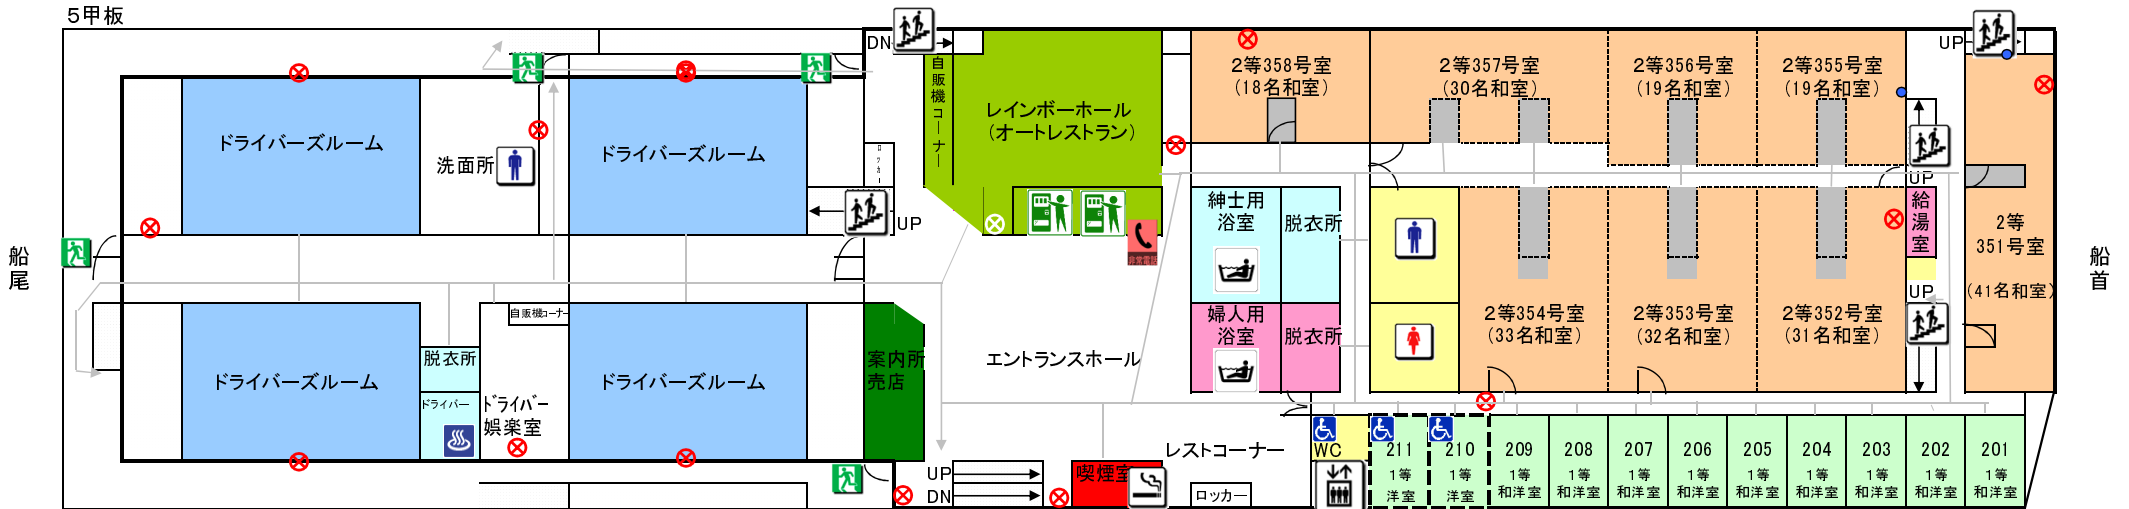 5甲板
DN
自販機コーナー
レインボーホール
(オートレストラン)
2等358号室
(18名和室)
2等357号室
(30名和室)
2等356号室
(19名和室)
2等355号室
(19名和室)
UP
ドライバーズルーム
洗面所
ドライバーズルーム
ロッカー
UP
非常電話
紳士用
浴室
脱衣所
UP
給湯室
2等
351号室
(41名和室)
船尾
船首
婦人用
浴室
脱衣所
2等354号室
(33名和室)
2等353号室
(32名和室)
2等352号室
(31名和室)
UP
自販機コーナー
ドライバーズルーム
脱衣所
ドライバー
ドライバー
娯楽室
ドライバーズルーム
案内所
売店
エントランスホール
レストコーナー
UP
DN
喫煙室
ロッカー
WC
211
1等
洋室
210
1等
洋室
209
1等
和洋室
208
1等
和洋室
207
1等
和洋室
206
1等
和洋室
205
1等
和洋室
204
1等
和洋室
203
1等
和洋室
202
1等
和洋室
201
1等
和洋室